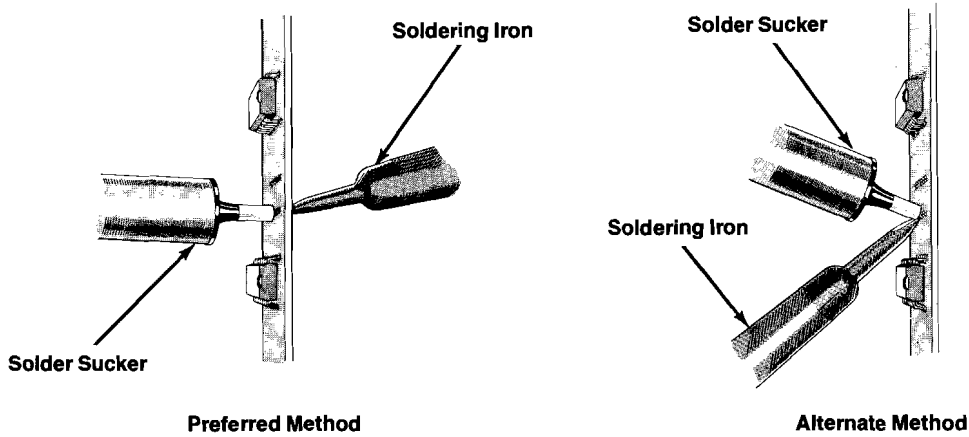 Soldering Iron
Solder Sucker
Preferred Method
Solder Sucker
Soldering Iron
Alternate Method